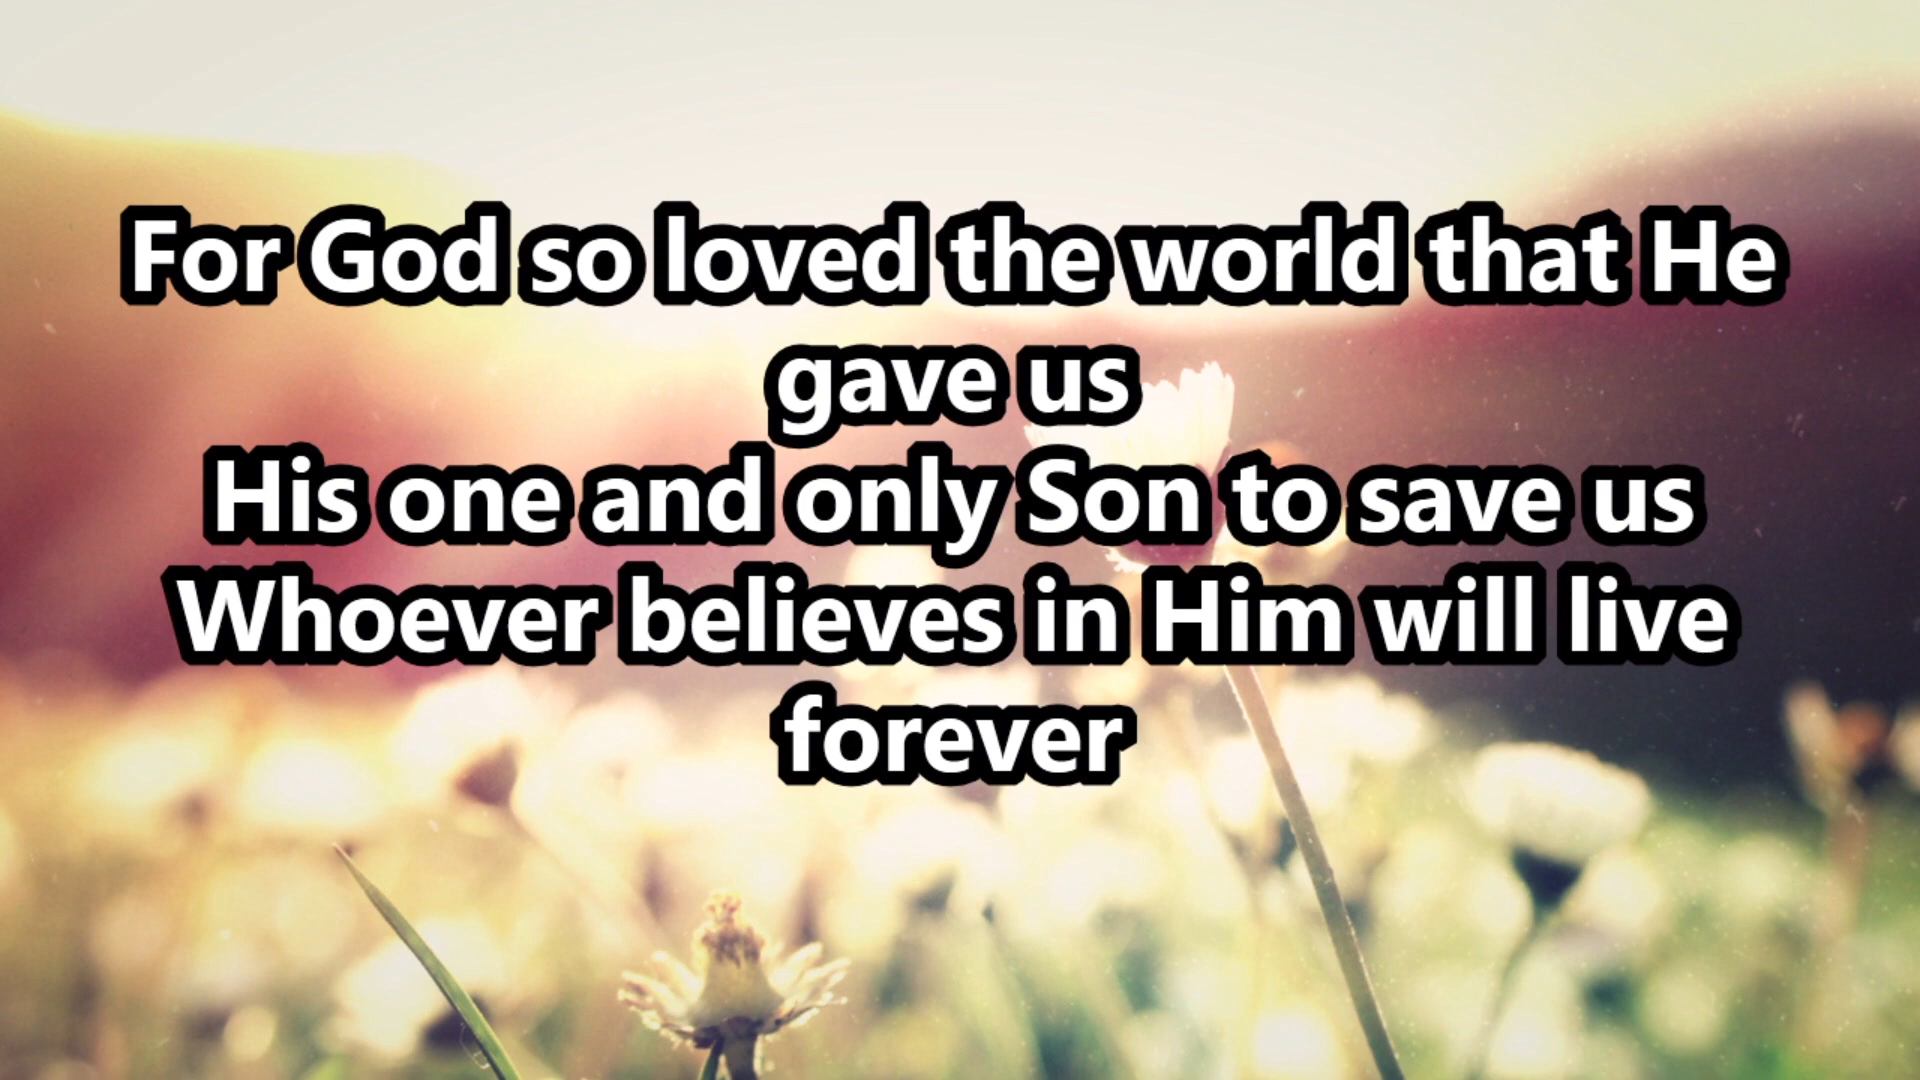 For God so loved the world that He
gave us
His one and only Son to save us
Whoever believes in Him will live
forever